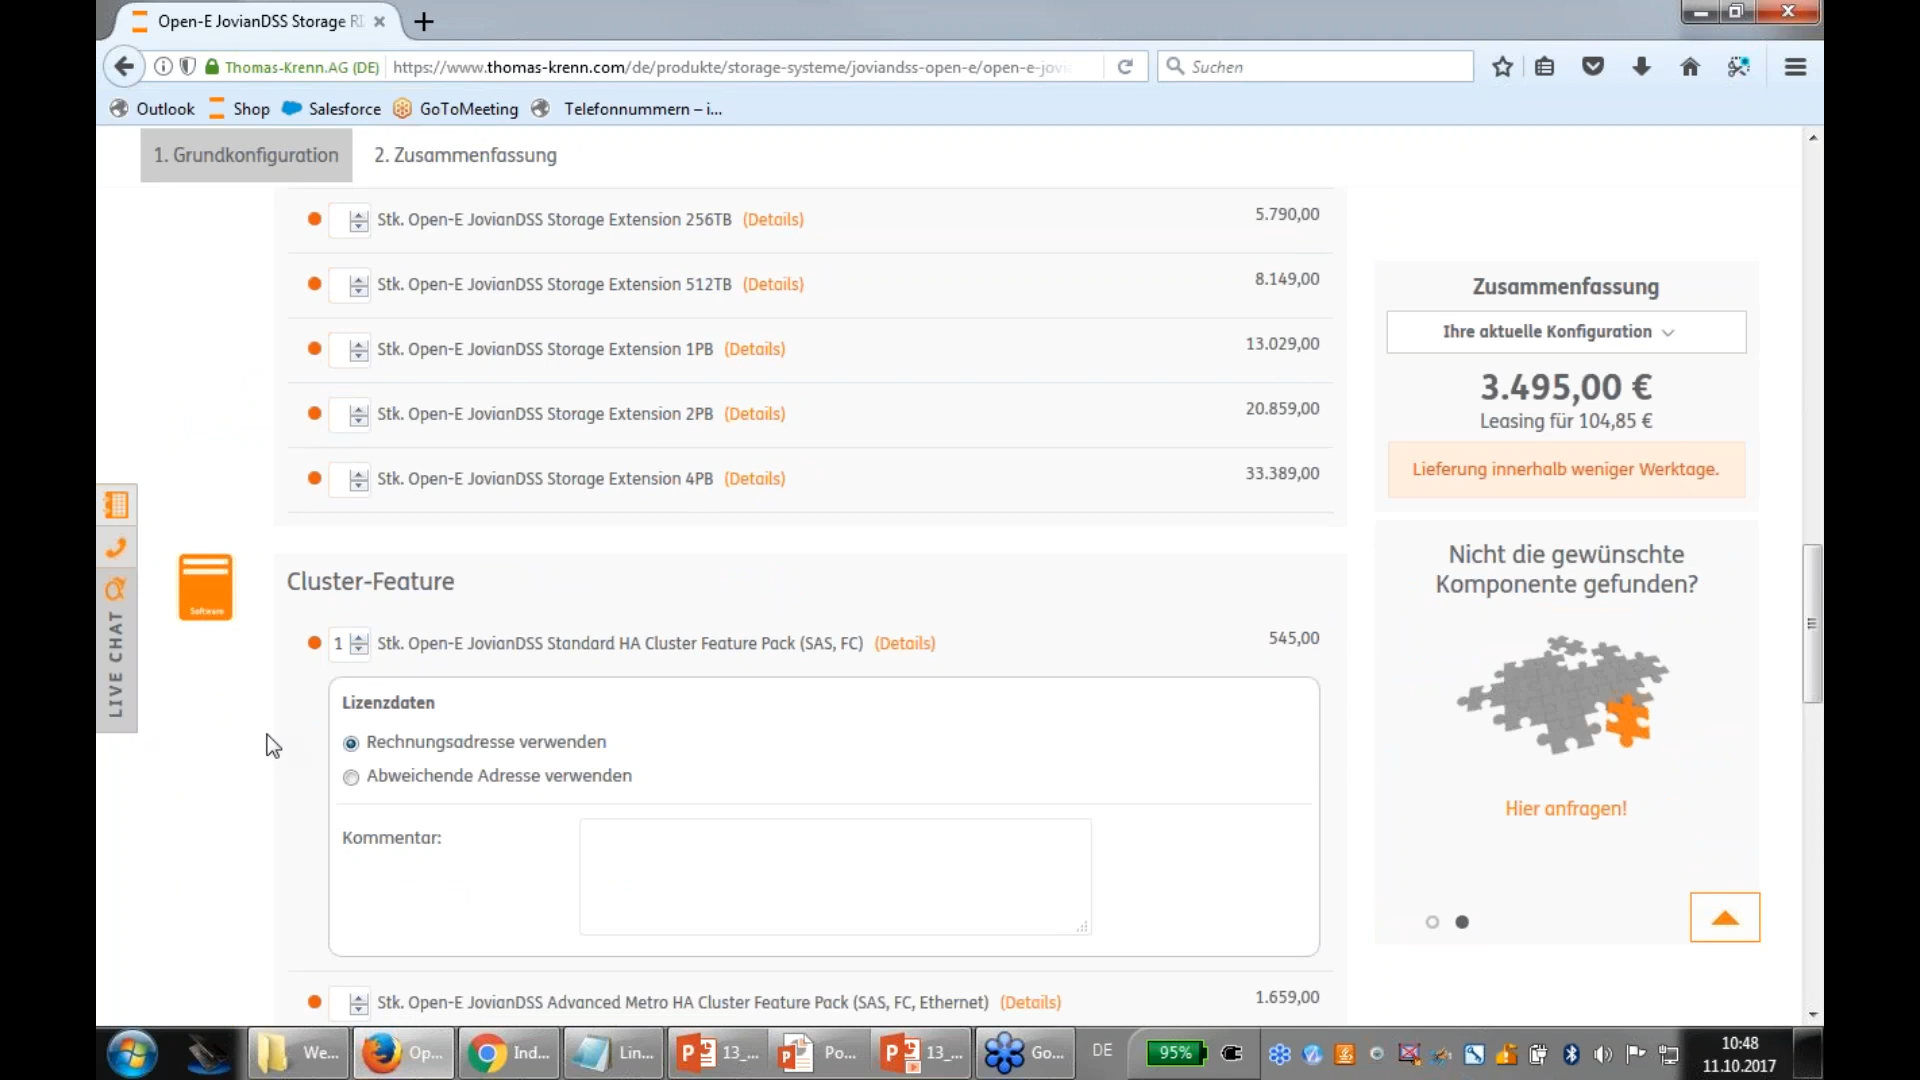 Open-E JovianDSS Storage R
Thomas-Krenn.AG (DE)
https://www.thomas-krenn.com/de/produkte/storage-systeme/joviandss-open-e/open-e-jovi
Suchen
Outlook
Shop
Salesforce
GoToMeeting
Telefonnummern – i...
1. Grundkonfiguration
2. Zusammenfassung
Stk. Open-E JovianDSS Storage Extension 256TB (Details) 5.790,00
Stk. Open-E JovianDSS Storage Extension 512TB (Details) 8.149,00
Stk. Open-E JovianDSS Storage Extension 1PB (Details) 13.029,00
Stk. Open-E JovianDSS Storage Extension 2PB (Details) 20.859,00
Stk. Open-E JovianDSS Storage Extension 4PB (Details) 33.389,00
Software
Cluster-Feature
1 Stk. Open-E JovianDSS Standard HA Cluster Feature Pack (SAS, FC) (Details) 545,00
Lizenzdaten
Rechnungsadresse verwenden
Abweichende Adresse verwenden
Kommentar:
Stk. Open-E JovianDSS Advanced Metro HA Cluster Feature Pack (SAS, FC, Ethernet) (Details) 1.659,00
LIVE CHAT
Zusammenfassung
Ihre aktuelle Konfiguration
3.495,00 €
Leasing für 104,85 €
Lieferung innerhalb weniger Werktage.
Nicht die gewünschte
Komponente gefunden?
Hier anfragen!
We...
Op...
Ind...
Lin...
13_...
Po...
13_...
Go...
DE
95%
10:48
11.10.2017